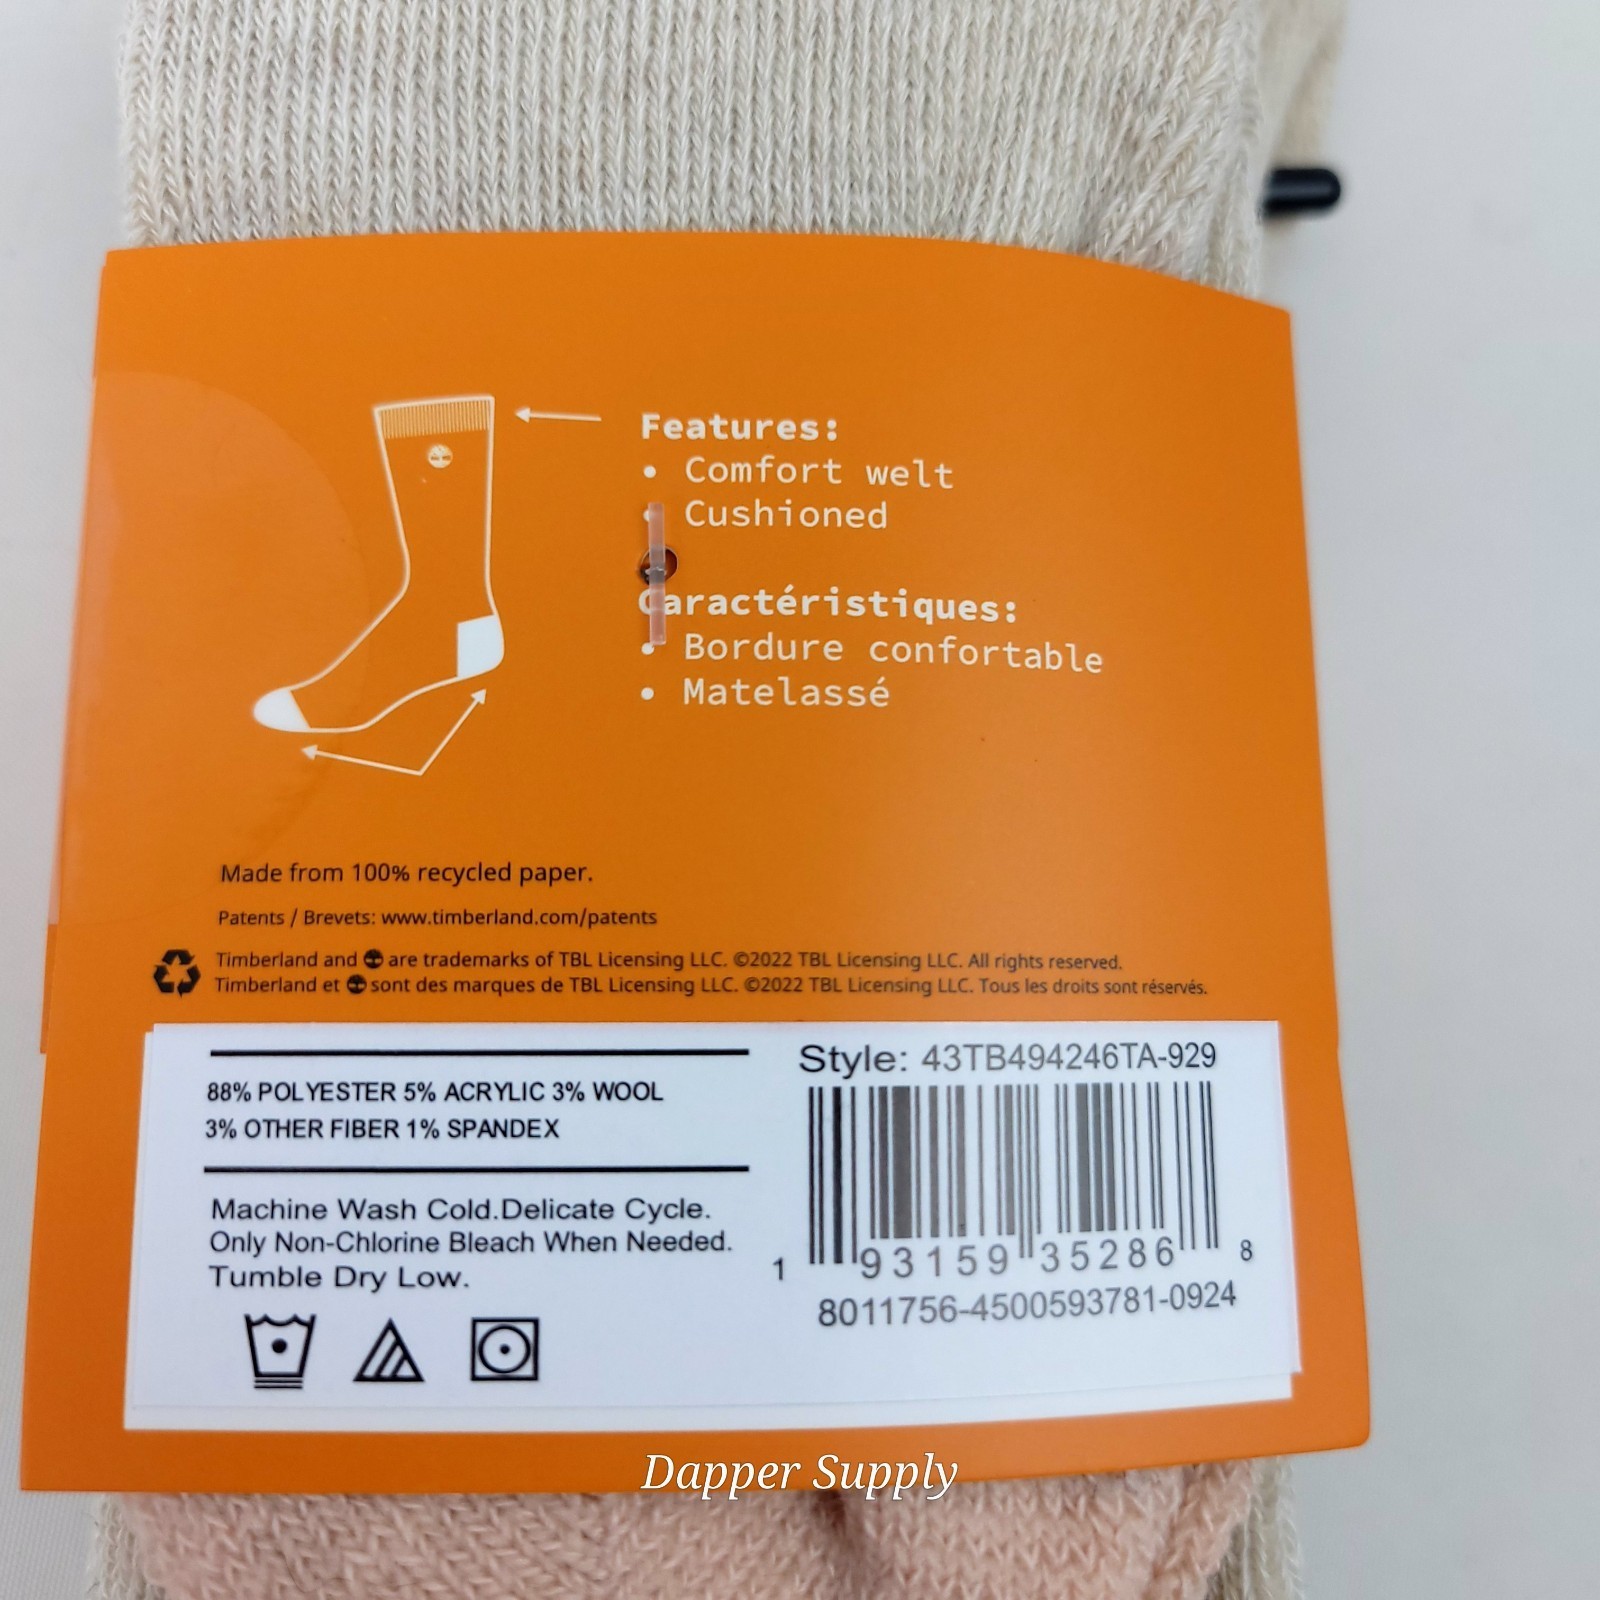 Features:
• Comfort welt
• Cushioned
Caractéristiques:
• Bordure confortable
• Matelassé
Made from 100% recycled paper.
Patents / Brevets: www.timberland.com/patents
Timberland and are trademarks of TBL Licensing LLC. ©2022 TBL Licensing LLC. All rights reserved.
Timberland et sont des marques de TBL Licensing LLC. ©2022 TBL Licensing LLC. Tous les droits sont réservés.
88% POLYESTER 5% ACRYLIC 3% WOOL
3% OTHER FIBER 1% SPANDEX
Machine Wash Cold.Delicate Cycle.
Only Non-Chlorine Bleach When Needed.
Tumble Dry Low.
Style: 43TB494246TA-929
1 93159 35286 8
8011756-4500593781-0924
Dapper Supply